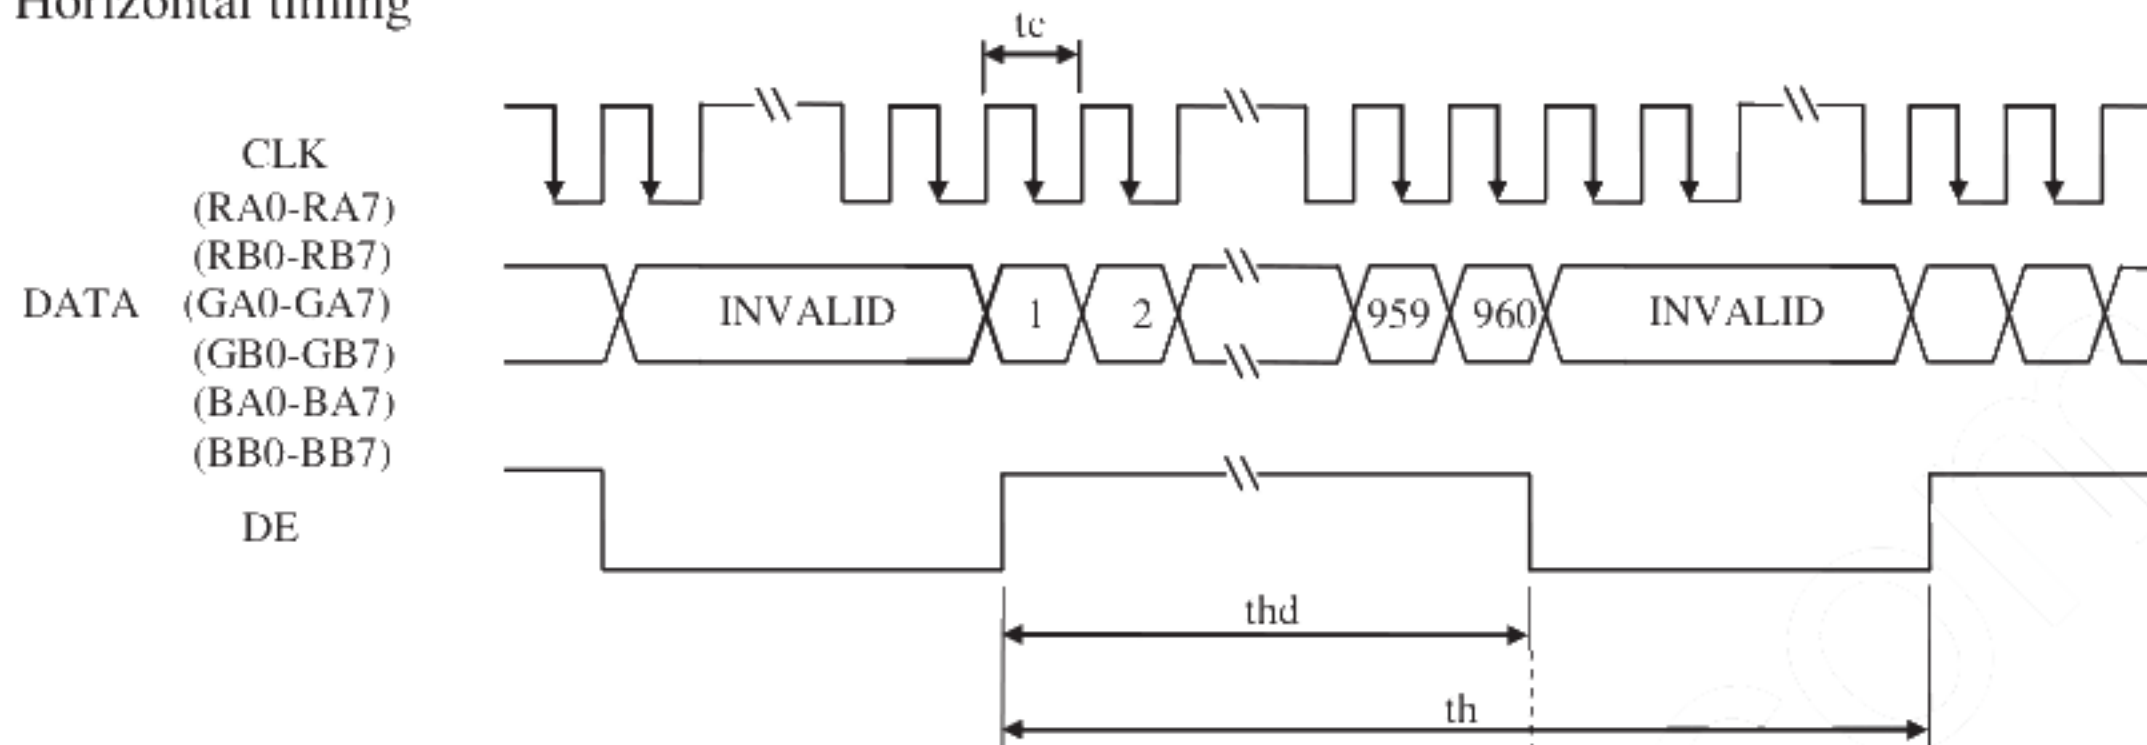 Horizontal timing
tc
CLK
(RA0-RA7)
(RB0-RB7)
DATA (GA0-GA7) INVALID 1 2 959 960 INVALID
(GB0-GB7)
(BA0-BA7)
(BB0-BB7)
DE
thd
th